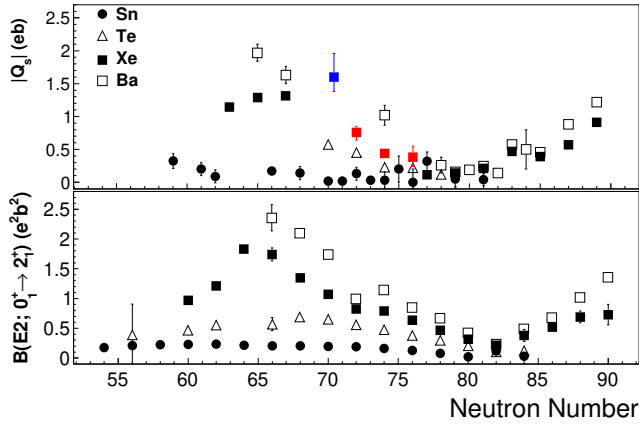 |Q_s| (eb)
2.5
2
1.5
1
0.5
0
Sn
Te
Xe
Ba
B(E2; 0⁺₁→ 2⁺₁) (e²b²)
2.5
2
1.5
1
0.5
0
55 60 65 70 75 80 85 90
Neutron Number